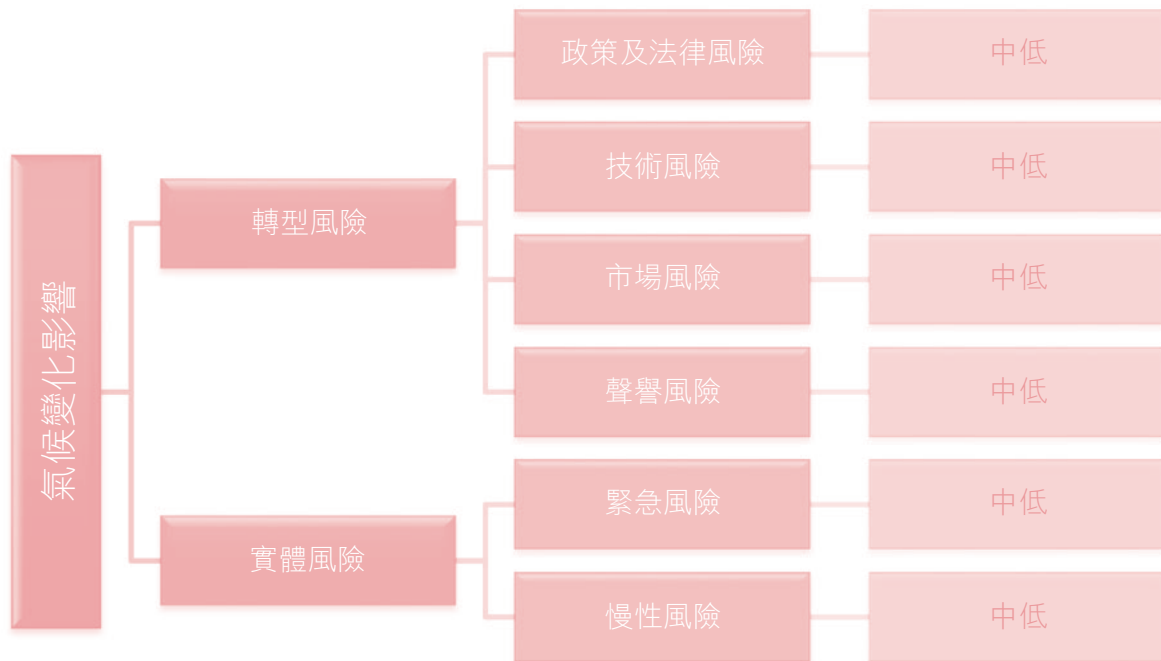 氣候變化影響
轉型風險
政策及法律風險
中低
技術風險
中低
市場風險
中低
聲譽風險
中低
實體風險
緊急風險
中低
慢性風險
中低